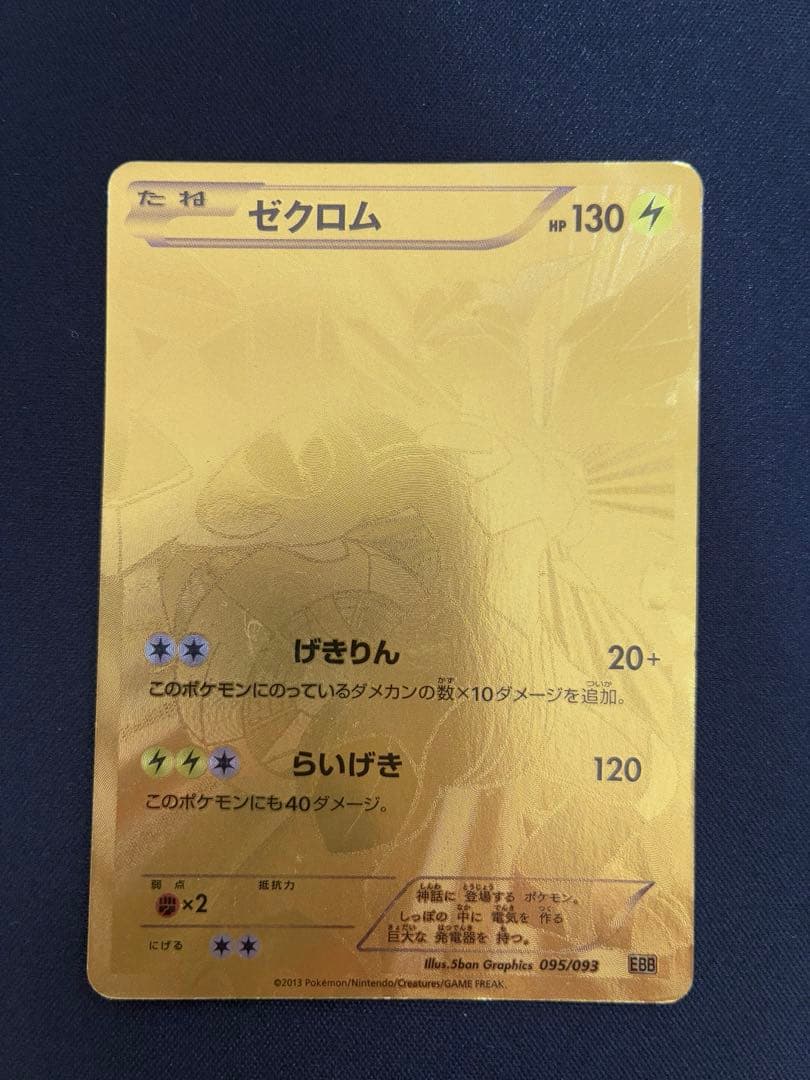 たね ゼクロム HP 130
げきりん 20+
このポケモンにのっているダメカンの数×10ダメージを追加。
らいげき 120
このポケモンにも40ダメージ。
弱点 抵抗力
×2
にげる
神話に 登場する ポケモン。
しっぽの 中に 電気を 作る
巨大な 発電器を 持つ。
Illus.5ban Graphics 095/093 EBB
©2013 Pokémon/Nintendo/Creatures/GAME FREAK.